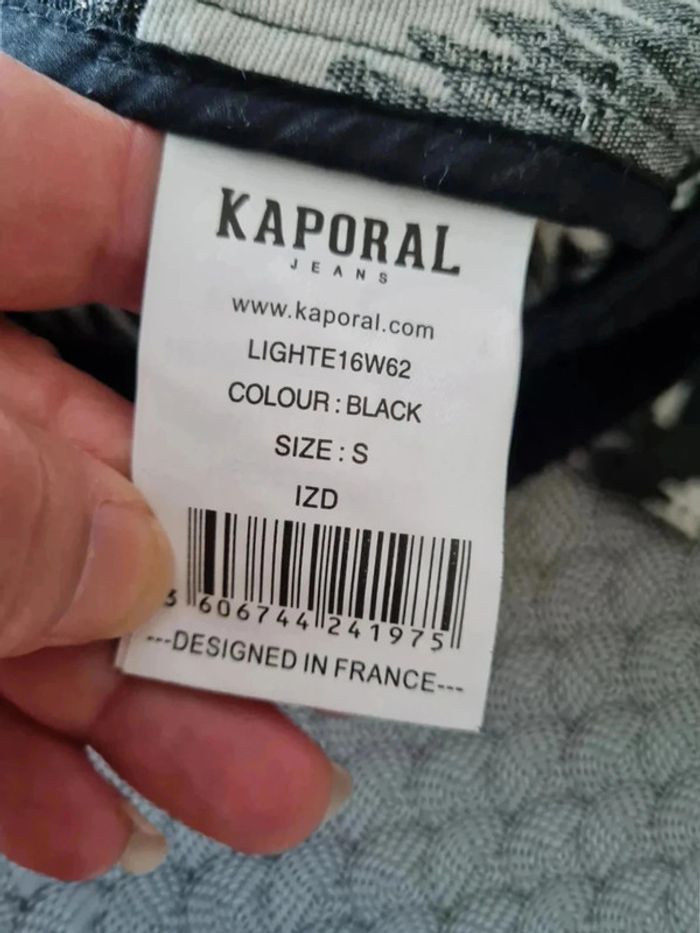 KAPORAL
JEANS
www.kaporal.com
LIGHTE16W62
COLOUR : BLACK
SIZE : S
IZD
3 606744 241975
---DESIGNED IN FRANCE---